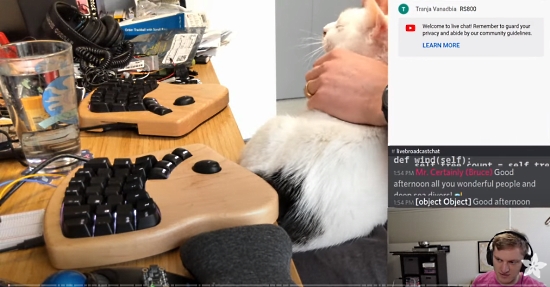 Tranja Vanadbia RS800
Welcome to live chat! Remember to guard your
privacy and abide by our community guidelines.
LEARN MORE
# livebroadcastchat
def wind(self):
1:54 PM Mr. Certainly (Bruce) Good
afternoon all you wonderful people and
1:54 PM [object Object] Good afternoon